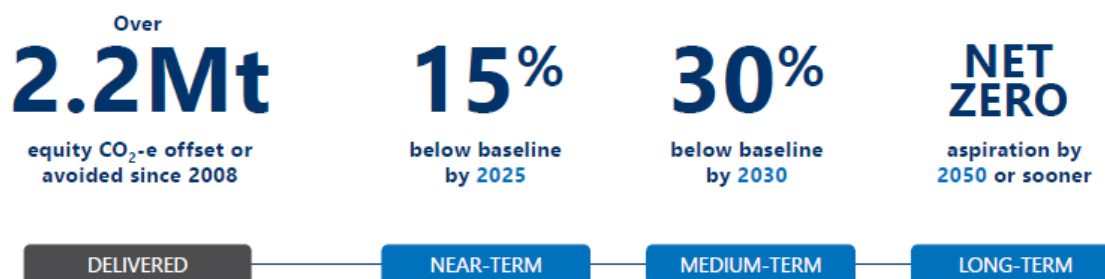 Over
2.2Mt
equity CO₂-e offset or
avoided since 2008
DELIVERED
15%
below baseline
by 2025
NEAR-TERM
30%
below baseline
by 2030
MEDIUM-TERM
NET
ZERO
aspiration by
2050 or sooner
LONG-TERM